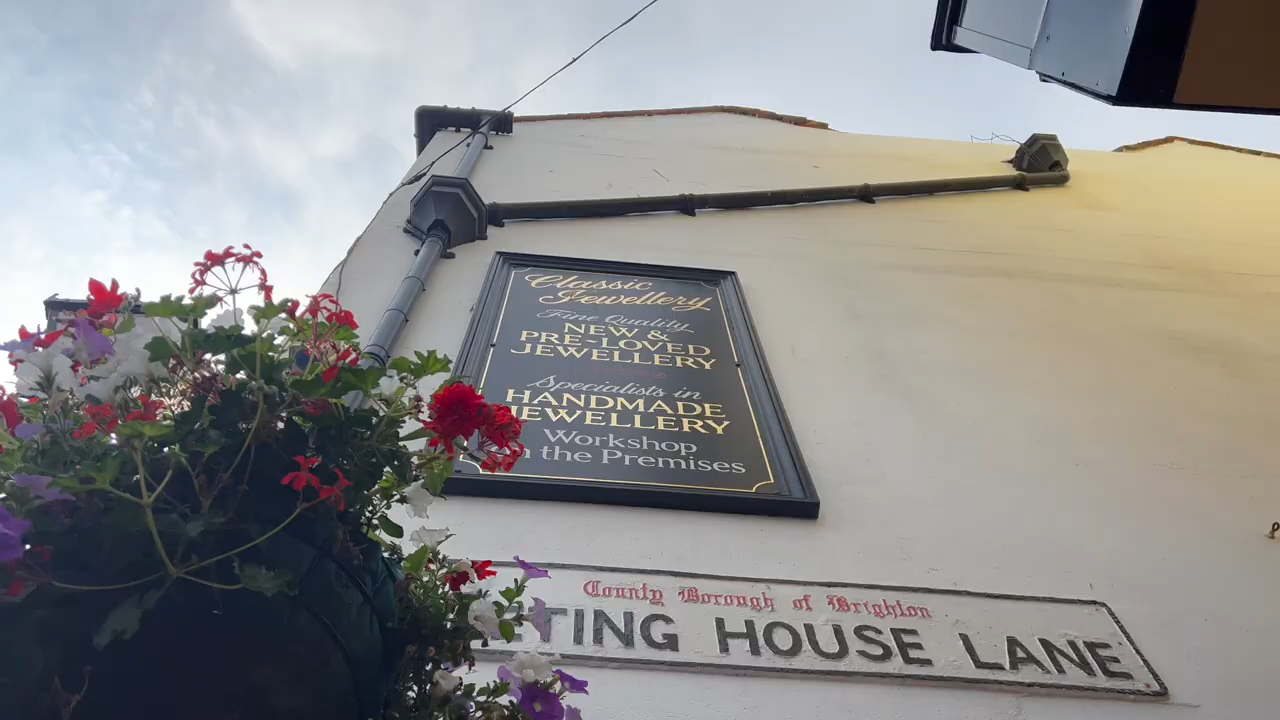 Classic
Jewellery
Fine Quality
NEW &
PRE-LOVED
JEWELLERY
Specialists in
HANDMADE
JEWELLERY
Workshop
n the Premises
County Borough of Brighton
ETING HOUSE LANE